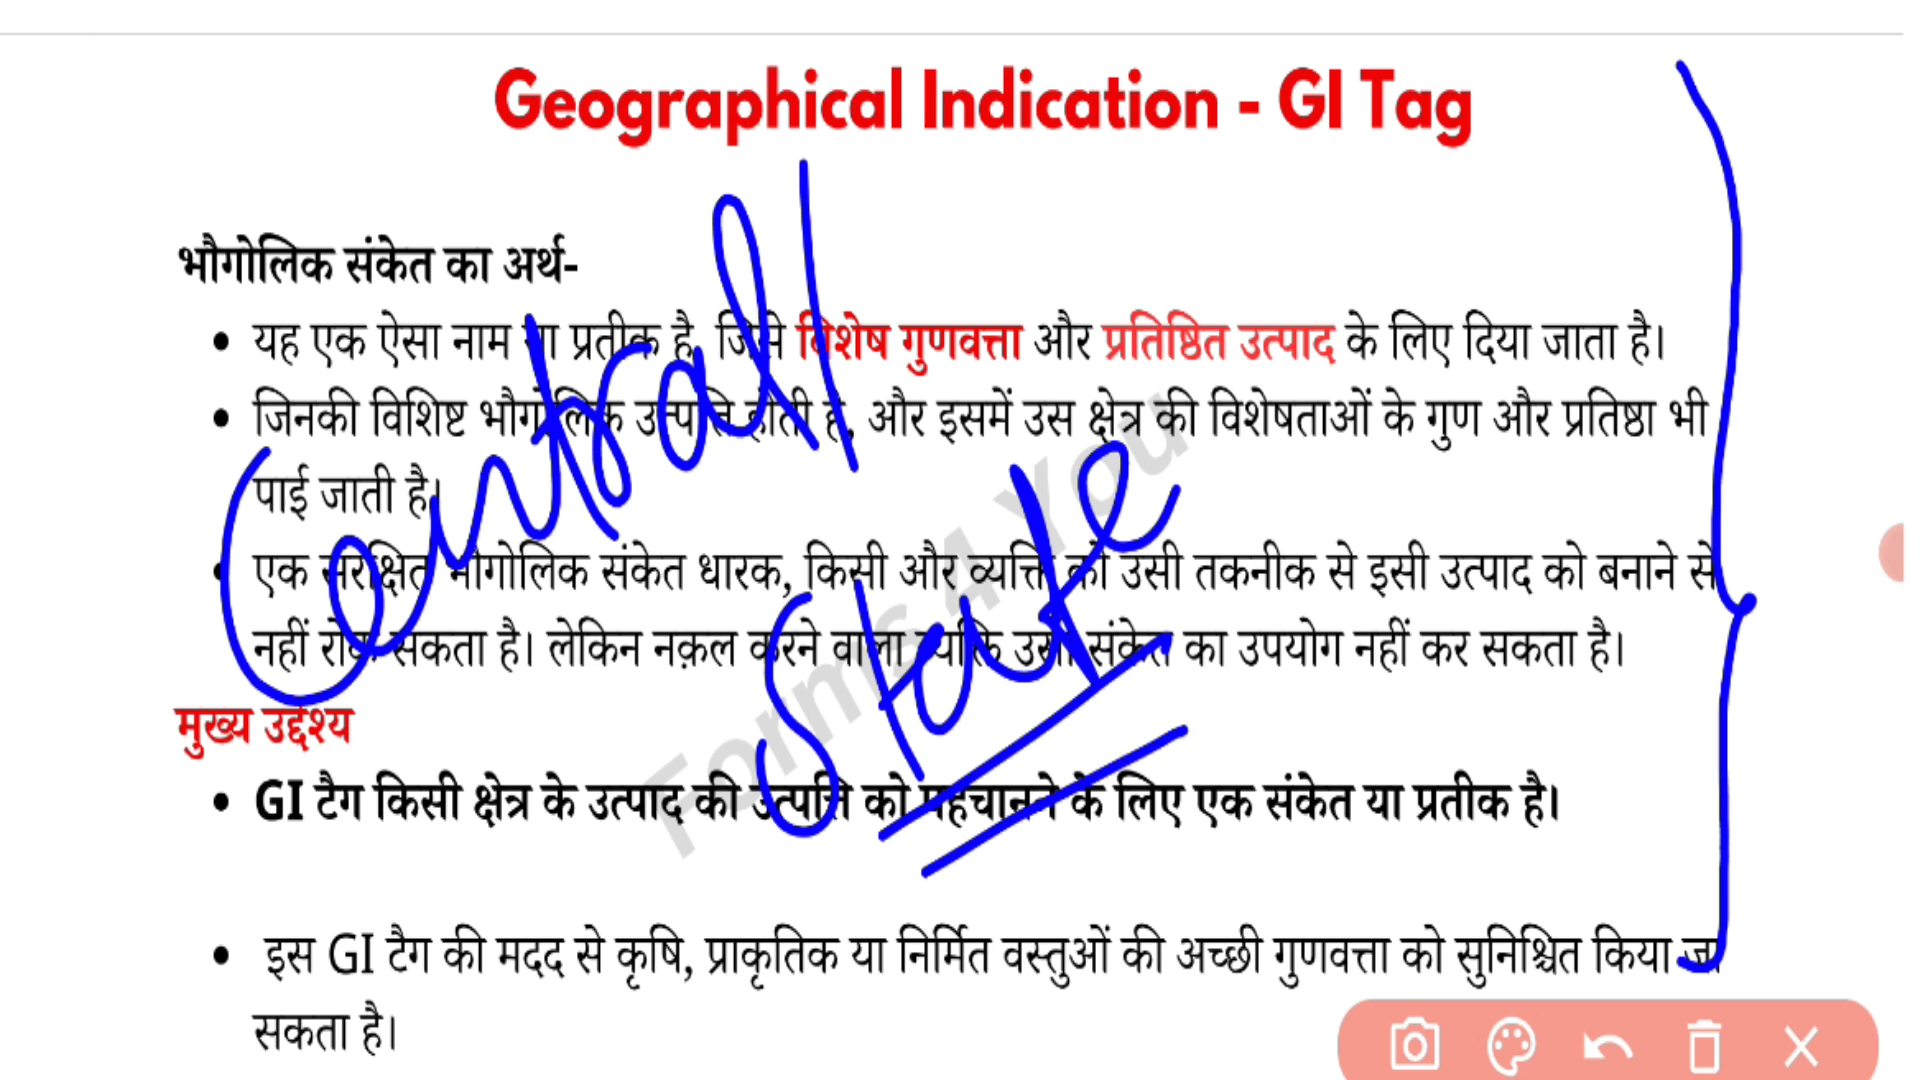 Geographical Indication - GI Tag
भौगोलिक संकेत का अर्थ-
• यह एक ऐसा नाम या प्रतीक है, जिसे विशेष गुणवत्ता और प्रतिष्ठित उत्पाद के लिए दिया जाता है।
• जिनकी विशिष्ट भौगोलिक उत्पत्ति होती है, और इसमें उस क्षेत्र की विशेषताओं के गुण और प्रतिष्ठा भी
पाई जाती है।
• एक संरक्षित भौगोलिक संकेत धारक, किसी और व्यक्ति को उसी तकनीक से इसी उत्पाद को बनाने से
नहीं रोक सकता है। लेकिन नक़ल करने वाला व्यक्ति उसी संकेत का उपयोग नहीं कर सकता है।
मुख्य उद्देश्य
• GI टैग किसी क्षेत्र के उत्पाद की उत्पत्ति को पहचानने के लिए एक संकेत या प्रतीक है।
• इस GI टैग की मदद से कृषि, प्राकृतिक या निर्मित वस्तुओं की अच्छी गुणवत्ता को सुनिश्चित किया जा
सकता है।
Central
State
Forms 4 You